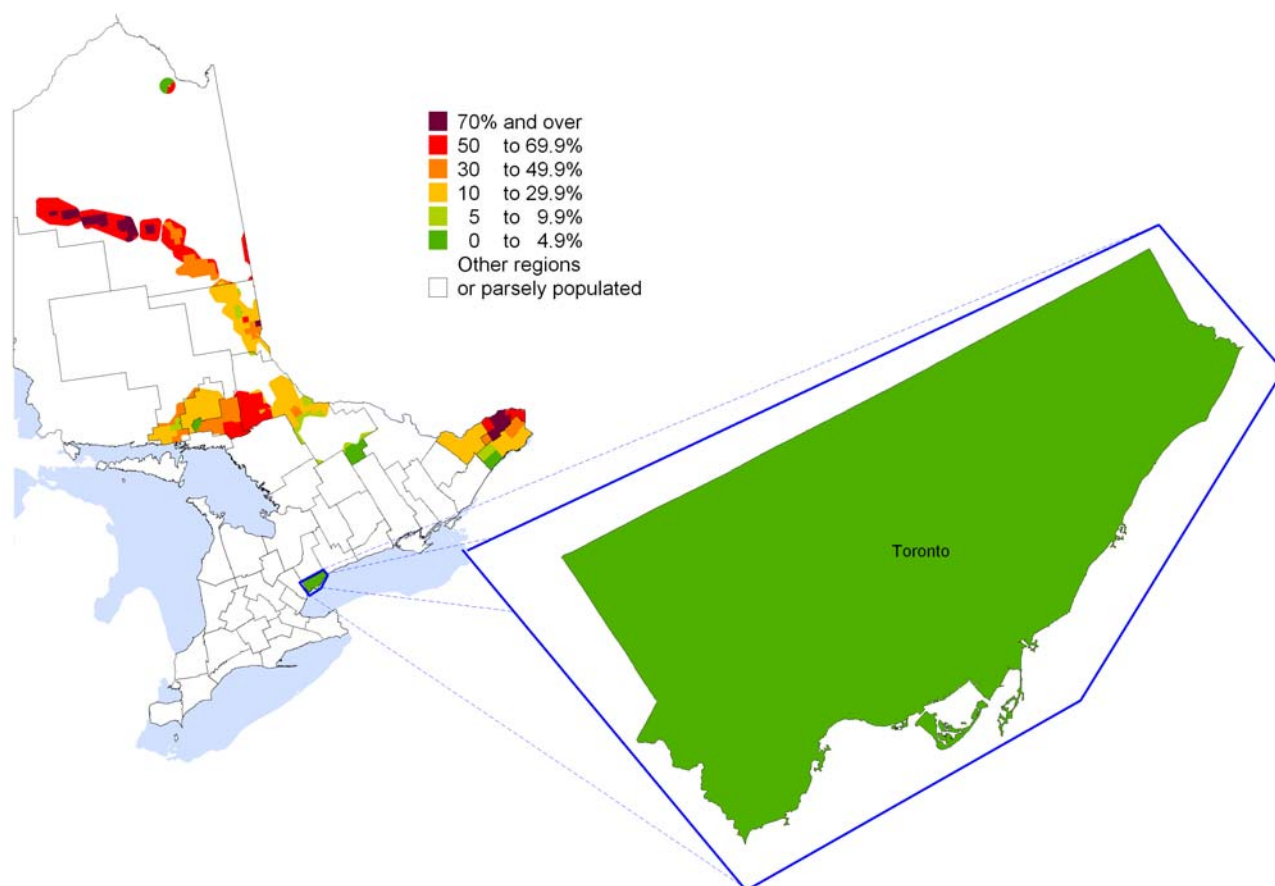 70% and over
50 to 69.9%
30 to 49.9%
10 to 29.9%
5 to 9.9%
0 to 4.9%
Other regions
or parsely populated
Toronto